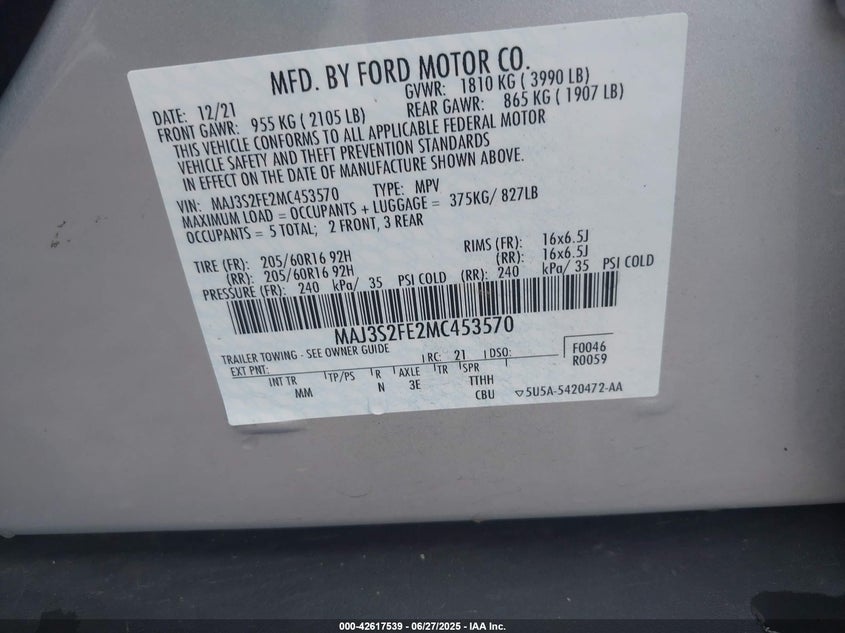 MFD. BY FORD MOTOR CO.
DATE: 12/21 GVWR: 1810 KG ( 3990 LB)
FRONT GAWR: 955 KG ( 2105 LB) REAR GAWR: 865 KG ( 1907 LB)
THIS VEHICLE CONFORMS TO ALL APPLICABLE FEDERAL MOTOR
VEHICLE SAFETY AND THEFT PREVENTION STANDARDS
IN EFFECT ON THE DATE OF MANUFACTURE SHOWN ABOVE.
VIN: MAJ3S2FE2MC453570 TYPE: MPV
MAXIMUM LOAD = OCCUPANTS + LUGGAGE = 375KG/ 827LB
OCCUPANTS = 5 TOTAL; 2 FRONT, 3 REAR
TIRE (FR): 205/60R16 92H RIMS (FR): 16x6.5J
(RR): 205/60R16 92H (RR): 16x6.5J
PRESSURE (FR): 240 kPa/ 35 PSI COLD (RR): 240 kPa/ 35 PSI COLD
MAJ3S2FE2MC453570
TRAILER TOWING - SEE OWNER GUIDE
EXT PNT: RC: 21 DSO: F0046
R0059
INT TR TP/PS R AXLE TR SPR
MM N 3E TTHH
CBU ▽5U5A-5420472-AA
000-42617539 - 06/27/2025 - IAA Inc.